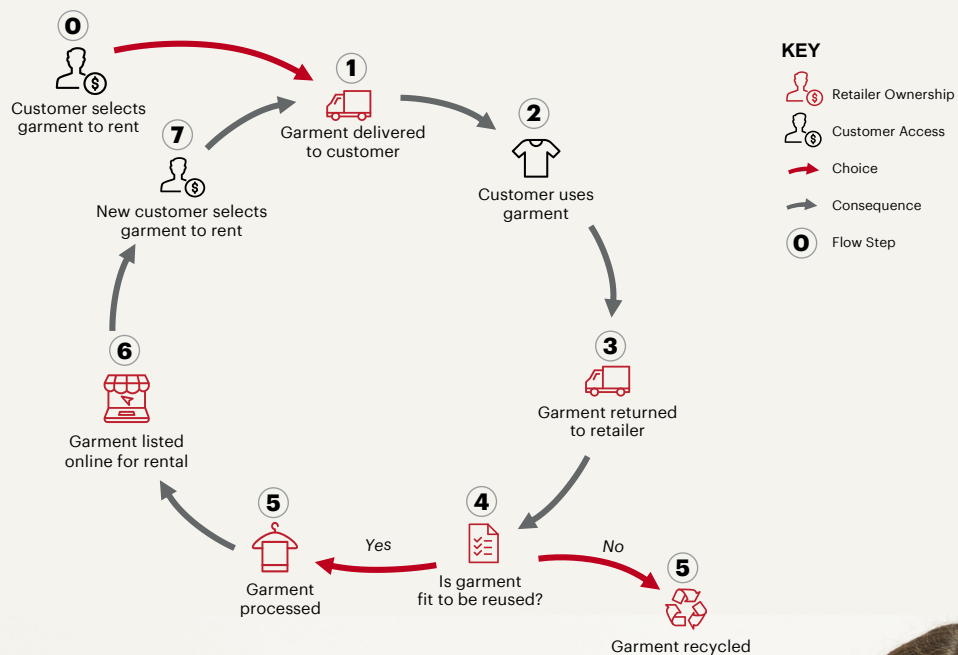 0
Customer selects
garment to rent
1
Garment delivered
to customer
2
Customer uses
garment
3
Garment returned
to retailer
4
Is garment
fit to be reused?
Yes
No
5
Garment
processed
5
Garment recycled
6
Garment listed
online for rental
7
$
New customer selects
garment to rent
$
KEY
$
Retailer Ownership
$
Customer Access
Choice
Consequence
0
Flow Step